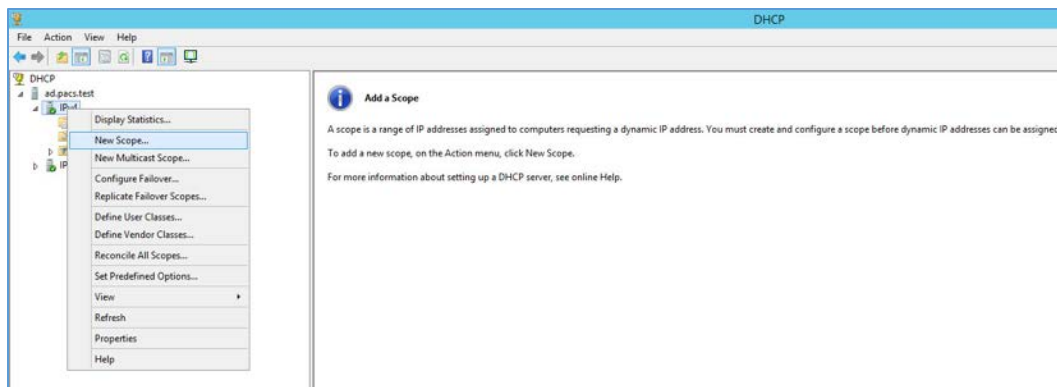 DHCP
File Action View Help
DHCP
ad.pacs.test
IPv4
IP
Display Statistics...
New Scope...
New Multicast Scope...
Configure Failover...
Replicate Failover Scopes...
Define User Classes...
Define Vendor Classes...
Reconcile All Scopes...
Set Predefined Options...
View
Refresh
Properties
Help
Add a Scope
A scope is a range of IP addresses assigned to computers requesting a dynamic IP address. You must create and configure a scope before dynamic IP addresses can be assigned
To add a new scope, on the Action menu, click New Scope.
For more information about setting up a DHCP server, see online Help.